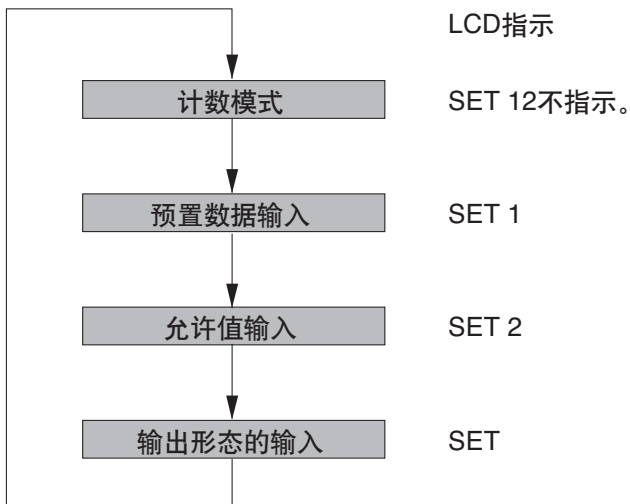 LCD指示
计数模式 SET 12不指示。
预置数据输入 SET 1
允许值输入 SET 2
输出形态的输入 SET